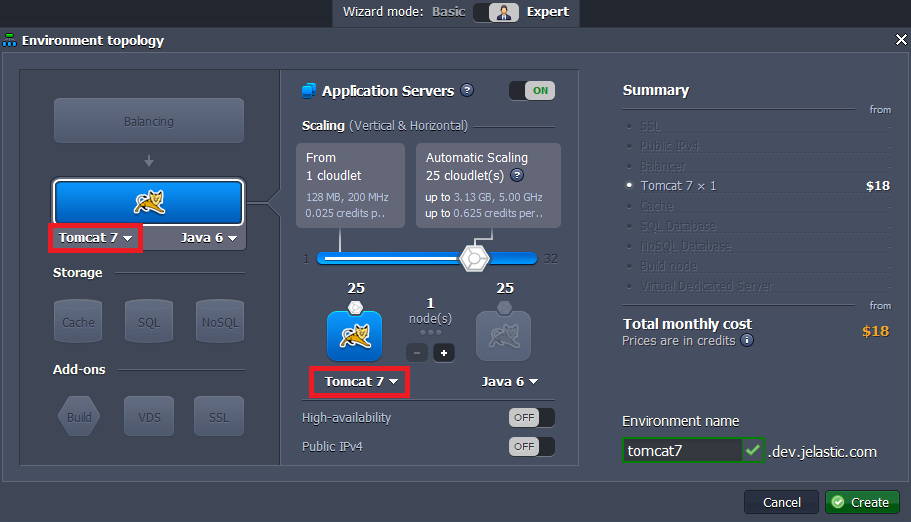 Wizard mode: Basic Expert
Environment topology
Balancing
Tomcat 7 Java 6
Storage
Cache SQL NoSQL
Add-ons
Build VDS SSL
Application Servers ? ON
Scaling (Vertical & Horizontal)
From
1 cloudlet
128 MB, 200 MHz
0.025 credits p..
Automatic Scaling
25 cloudlet(s) ?
up to 3.13 GB, 5.00 GHz
up to 0.625 credits per..
1 32
25 1 25
node(s)
- +
Tomcat 7 Java 6
High-availability OFF
Public IPv4 OFF
Summary
from
• SSL -
• Public IPv4 -
• Balancer -
• Tomcat 7 × 1 $18
• Cache -
• SQL Database -
• NoSQL Database -
• Build node -
• Virtual Dedicated Server -
from
Total monthly cost $18
Prices are in credits i
Environment name
tomcat7 .dev.jelastic.com
Cancel Create